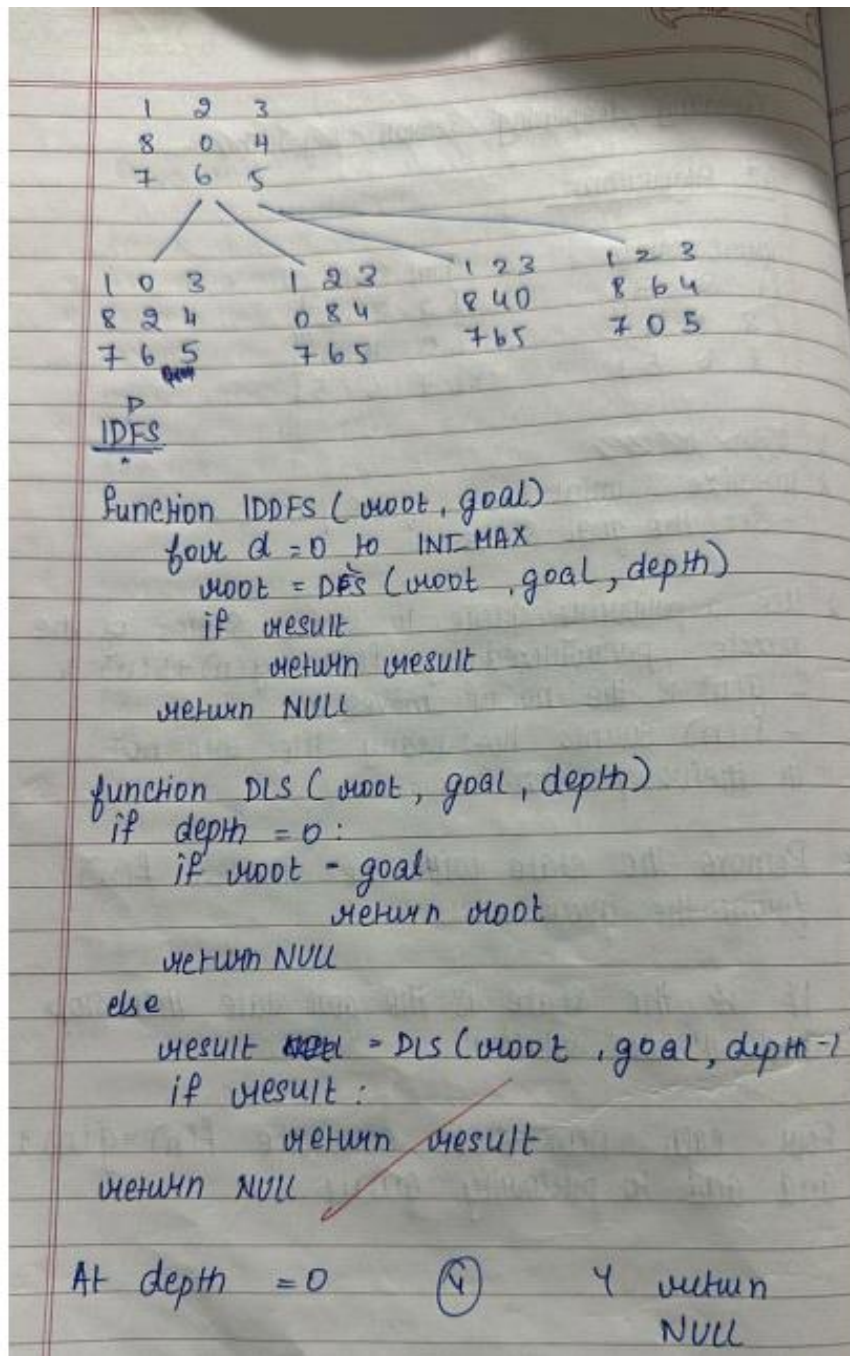 1 2 3
8 0 4
7 6 5
1 0 3 1 2 3 1 2 3 1 2 3
8 2 4 0 8 4 8 4 0 8 6 4
7 6 5 7 6 5 7 6 5 7 0 5
D
IDFS
function IDDFS ( root, goal)
for d = 0 to INT-MAX
root = DFS (root, goal, depth)
if result
return result
return NULL
function DLS ( root, goal, depth)
if depth = 0 :
if root = goal
return root
return NULL
else
result = DLS (root, goal, depth-1
if result :
return result
return NULL
At depth = 0 Y Y return
NULL